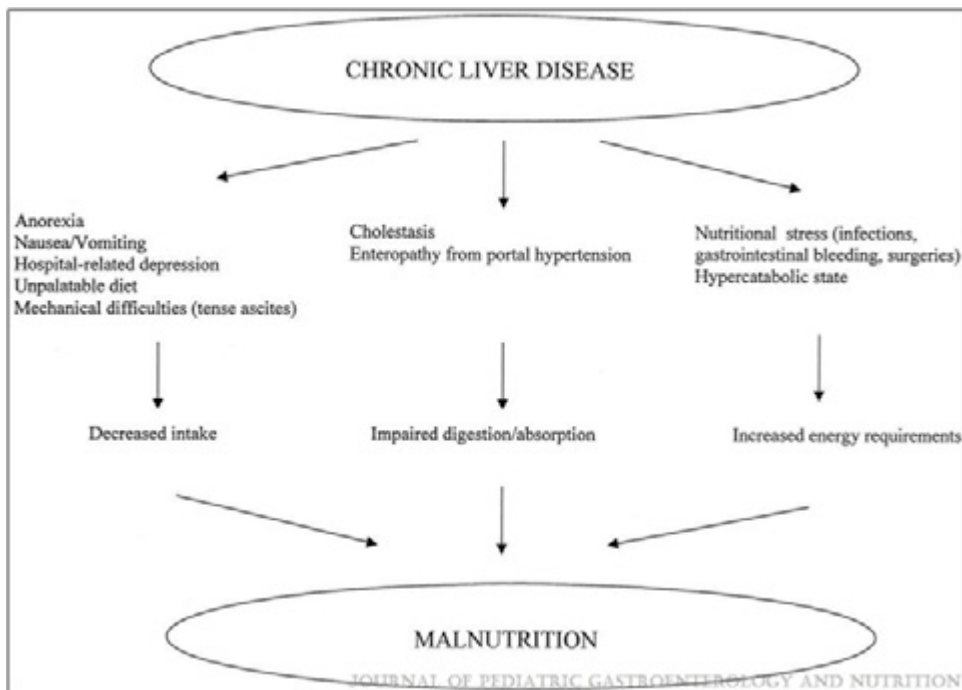 CHRONIC LIVER DISEASE
Anorexia
Nausea/Vomiting
Hospital-related depression
Unpalatable diet
Mechanical difficulties (tense ascites)
Cholestasis
Enteropathy from portal hypertension
Nutritional stress (infections,
gastrointestinal bleeding, surgeries)
Hypercatabolic state
Decreased intake
Impaired digestion/absorption
Increased energy requirements
MALNUTRITION
JOURNAL OF PEDIATRIC GASTROENTEROLOGY AND NUTRITION